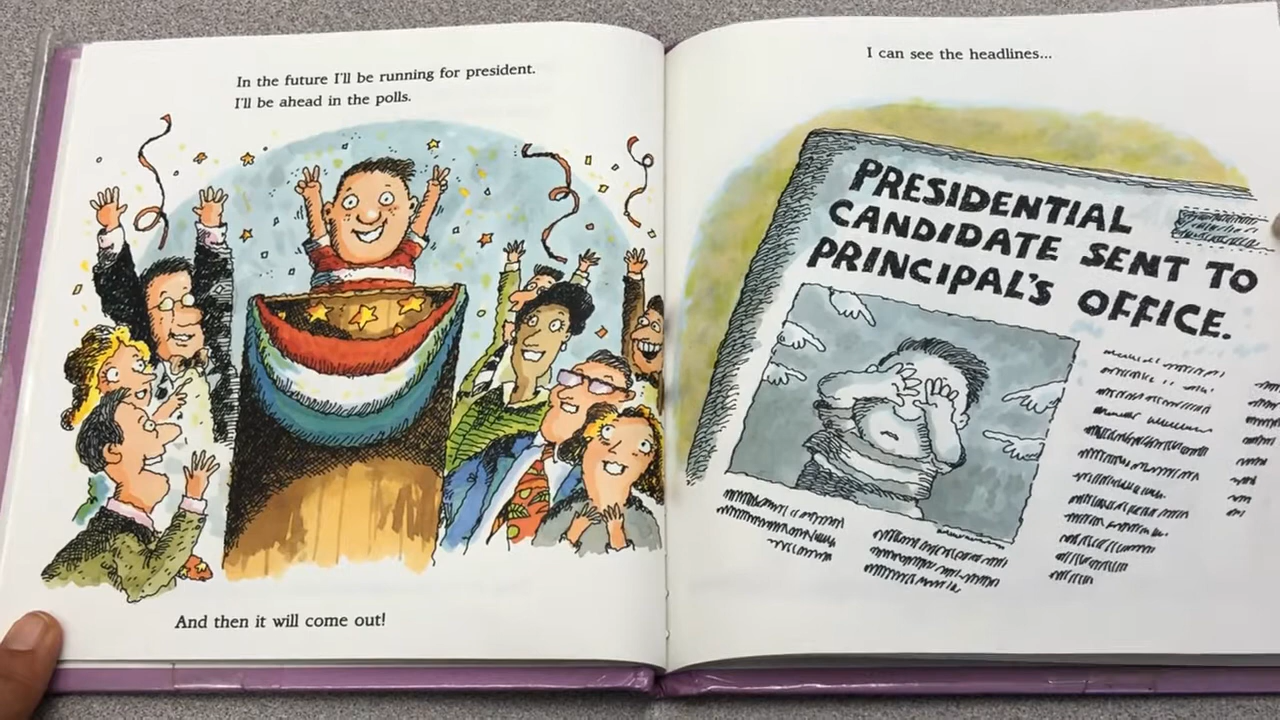 In the future I'll be running for president.
I'll be ahead in the polls.
And then it will come out!
I can see the headlines...
PRESIDENTIAL
CANDIDATE SENT TO
PRINCIPAL'S OFFICE.